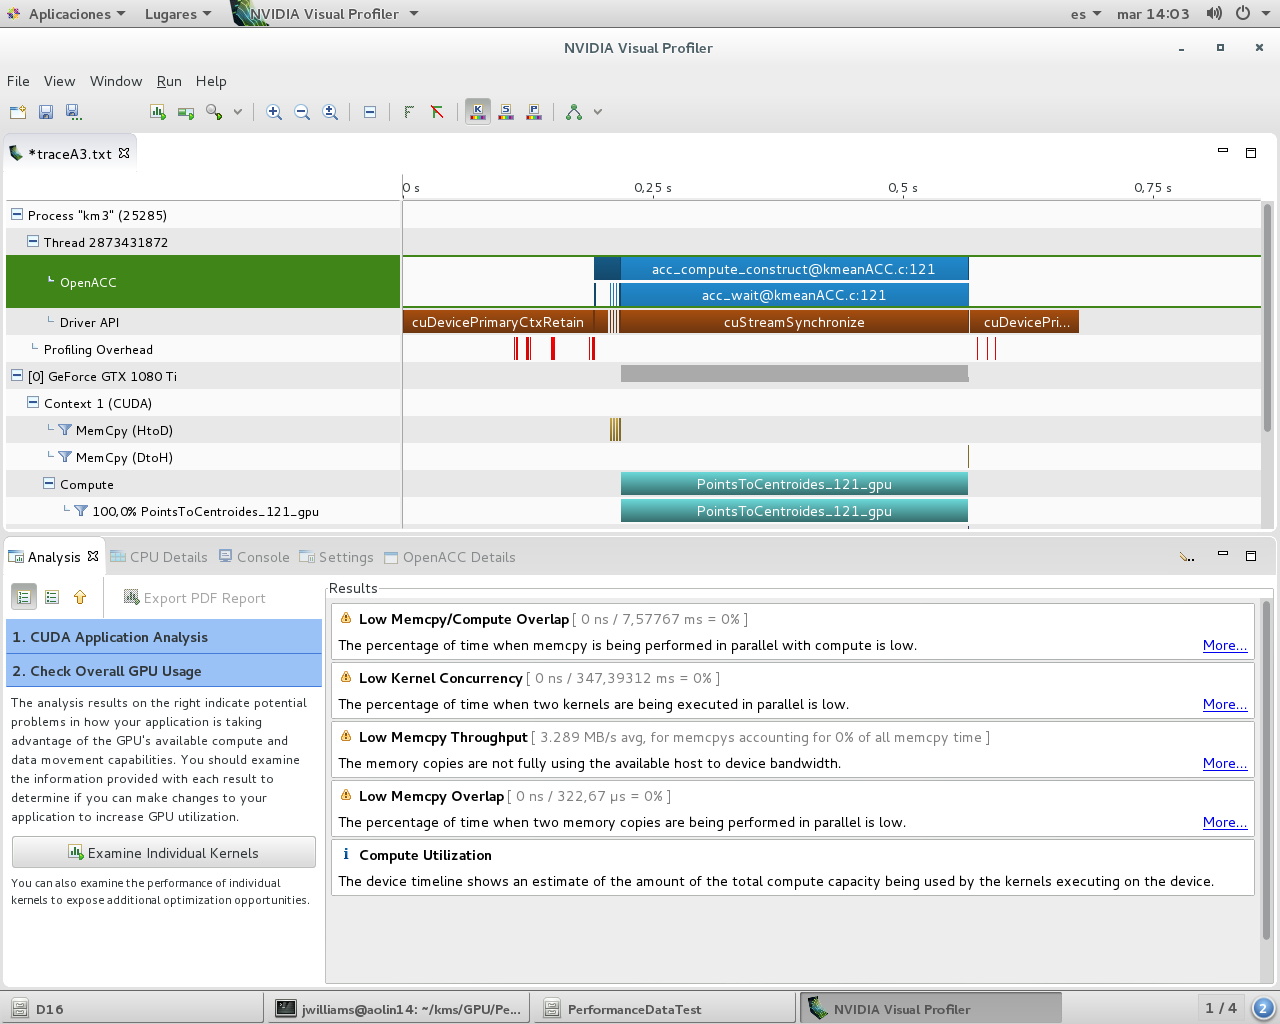 Aplicaciones Lugares NVIDIA Visual Profiler es mar 14:03
NVIDIA Visual Profiler
File View Window Run Help
K S P
*traceA3.txt
0 s 0,25 s 0,5 s 0,75 s
Process "km3" (25285)
Thread 2873431872
OpenACC
acc_compute_construct@kmeanACC.c:121
acc_wait@kmeanACC.c:121
Driver API
cuDevicePrimaryCtxRetain cuStreamSynchronize cuDevicePri...
Profiling Overhead
[0] GeForce GTX 1080 Ti
Context 1 (CUDA)
MemCpy (HtoD)
MemCpy (DtoH)
Compute
PointsToCentroides_121_gpu
100,0% PointsToCentroides_121_gpu
PointsToCentroides_121_gpu
Analysis CPU Details Console Settings OpenACC Details
Export PDF Report
1. CUDA Application Analysis
2. Check Overall GPU Usage
The analysis results on the right indicate potential
problems in how your application is taking
advantage of the GPU's available compute and
data movement capabilities. You should examine
the information provided with each result to
determine if you can make changes to your
application to increase GPU utilization.
Examine Individual Kernels
You can also examine the performance of individual
kernels to expose additional optimization opportunities.
Results
Low Memcpy/Compute Overlap [ 0 ns / 7,57767 ms = 0% ]
The percentage of time when memcpy is being performed in parallel with compute is low. More...
Low Kernel Concurrency [ 0 ns / 347,39312 ms = 0% ]
The percentage of time when two kernels are being executed in parallel is low. More...
Low Memcpy Throughput [ 3.289 MB/s avg, for memcpys accounting for 0% of all memcpy time ]
The memory copies are not fully using the available host to device bandwidth. More...
Low Memcpy Overlap [ 0 ns / 322,67 µs = 0% ]
The percentage of time when two memory copies are being performed in parallel is low. More...
Compute Utilization
The device timeline shows an estimate of the amount of the total compute capacity being used by the kernels executing on the device.
D16 jwilliams@aolin14: ~/kms/GPU/Pe... PerformanceDataTest NVIDIA Visual Profiler 1 / 4 2